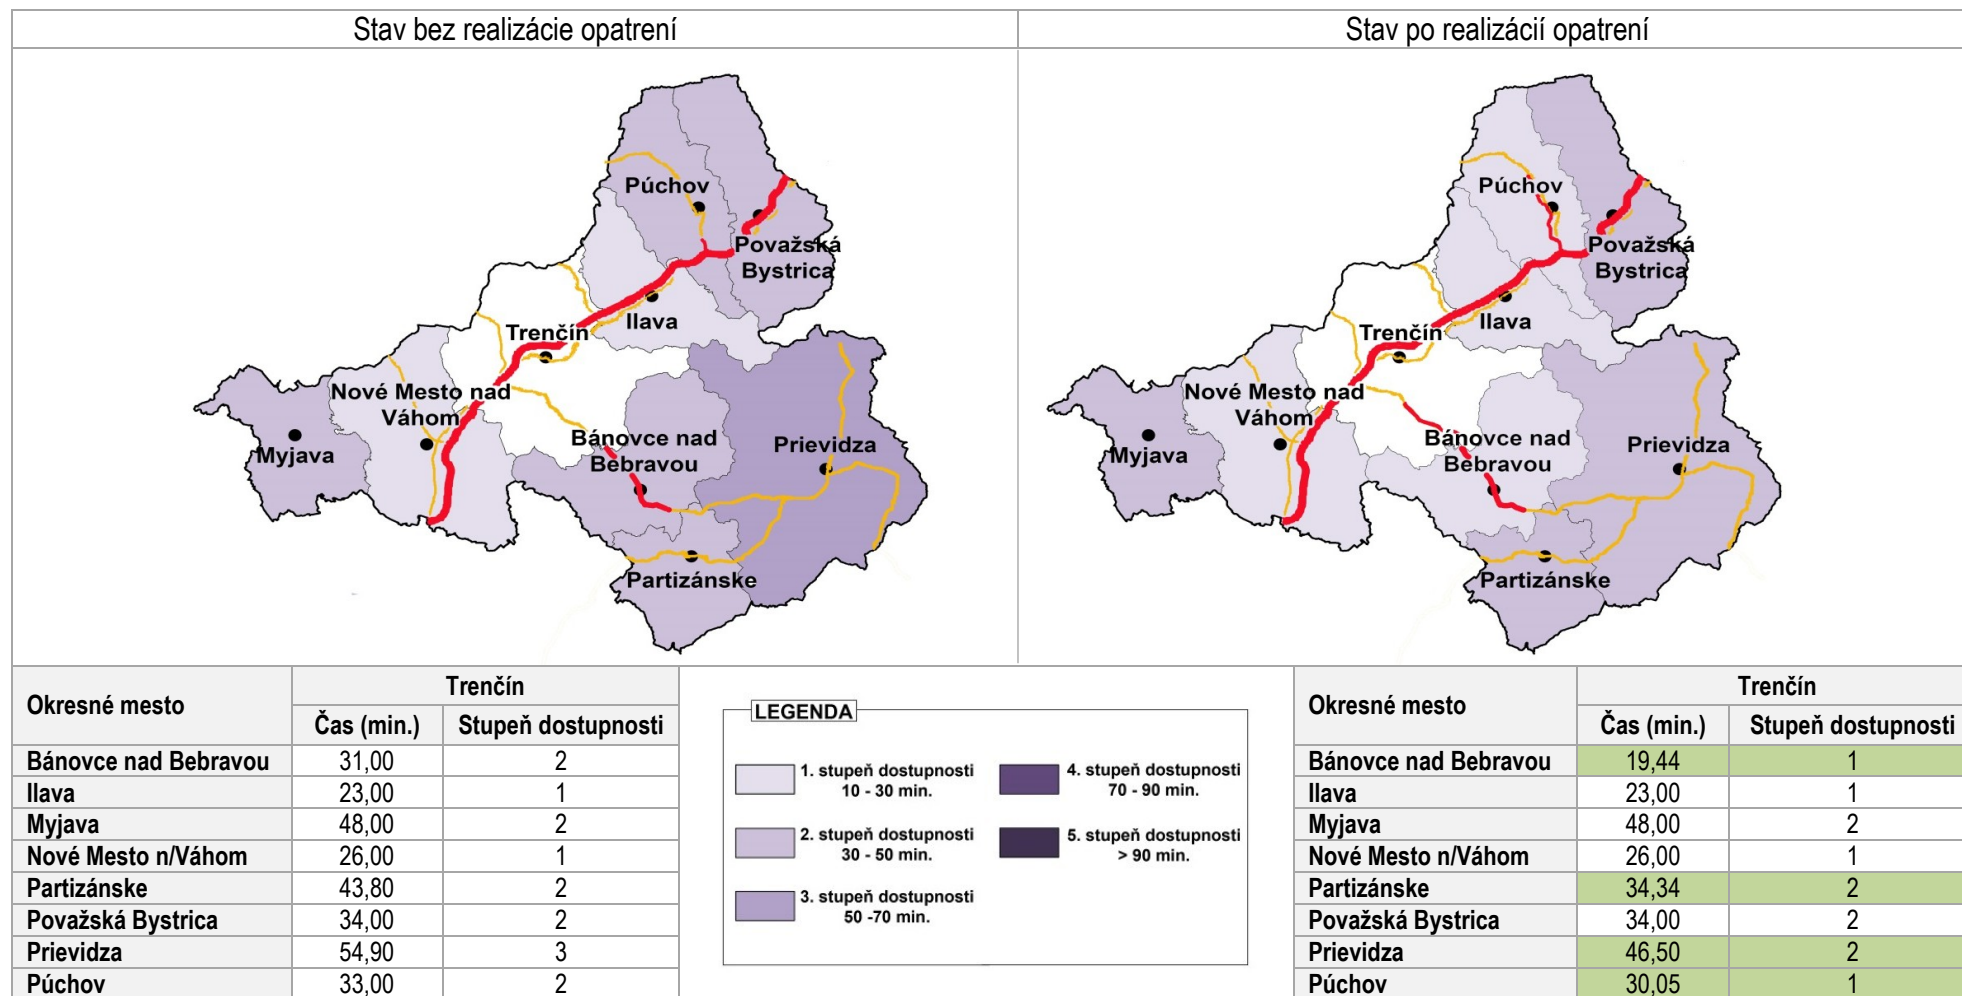 Stav bez realizácie opatrení
Stav po realizácií opatrení
Púchov
Považská
Bystrica
Ilava
Trenčín
Nové Mesto nad
Váhom
Myjava
Bánovce nad
Bebravou
Prievidza
Partizánske
Púchov
Považská
Bystrica
Ilava
Trenčín
Nové Mesto nad
Váhom
Myjava
Bánovce nad
Bebravou
Prievidza
Partizánske
Okresné mesto Trenčín
Čas (min.) Stupeň dostupnosti
Bánovce nad Bebravou 31,00 2
Ilava 23,00 1
Myjava 48,00 2
Nové Mesto n/Váhom 26,00 1
Partizánske 43,80 2
Považská Bystrica 34,00 2
Prievidza 54,90 3
Púchov 33,00 2
LEGENDA
1. stupeň dostupnosti
10 - 30 min.
2. stupeň dostupnosti
30 - 50 min.
3. stupeň dostupnosti
50 -70 min.
4. stupeň dostupnosti
70 - 90 min.
5. stupeň dostupnosti
> 90 min.
Okresné mesto Trenčín
Čas (min.) Stupeň dostupnosti
Bánovce nad Bebravou 19,44 1
Ilava 23,00 1
Myjava 48,00 2
Nové Mesto n/Váhom 26,00 1
Partizánske 34,34 2
Považská Bystrica 34,00 2
Prievidza 46,50 2
Púchov 30,05 1